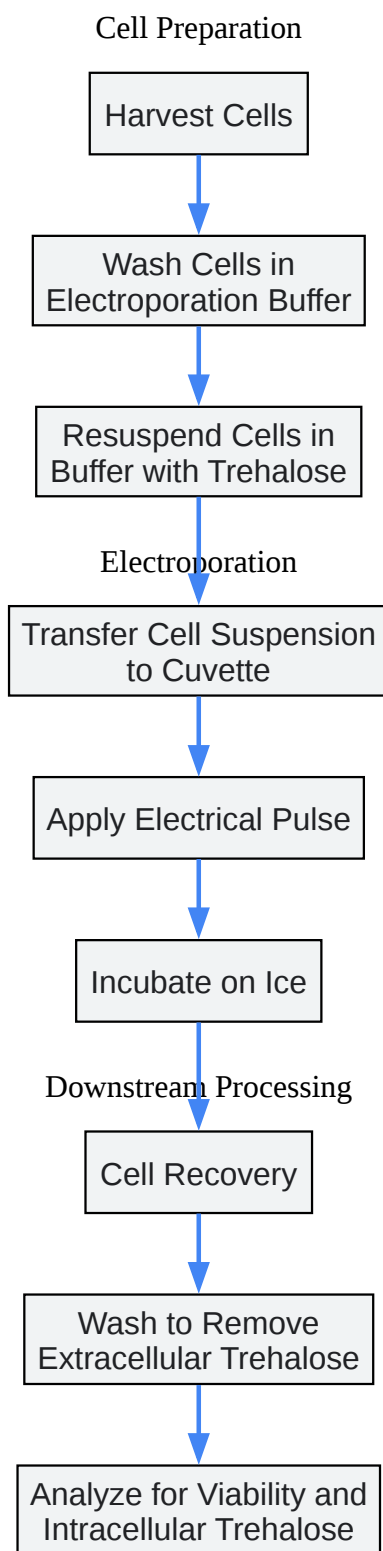 Cell Preparation
Harvest Cells
Wash Cells in
Electroporation Buffer
Resuspend Cells in
Buffer with Trehalose
Electroporation
Transfer Cell Suspension
to Cuvette
Apply Electrical Pulse
Incubate on Ice
Downstream Processing
Cell Recovery
Wash to Remove
Extracellular Trehalose
Analyze for Viability and
Intracellular Trehalose